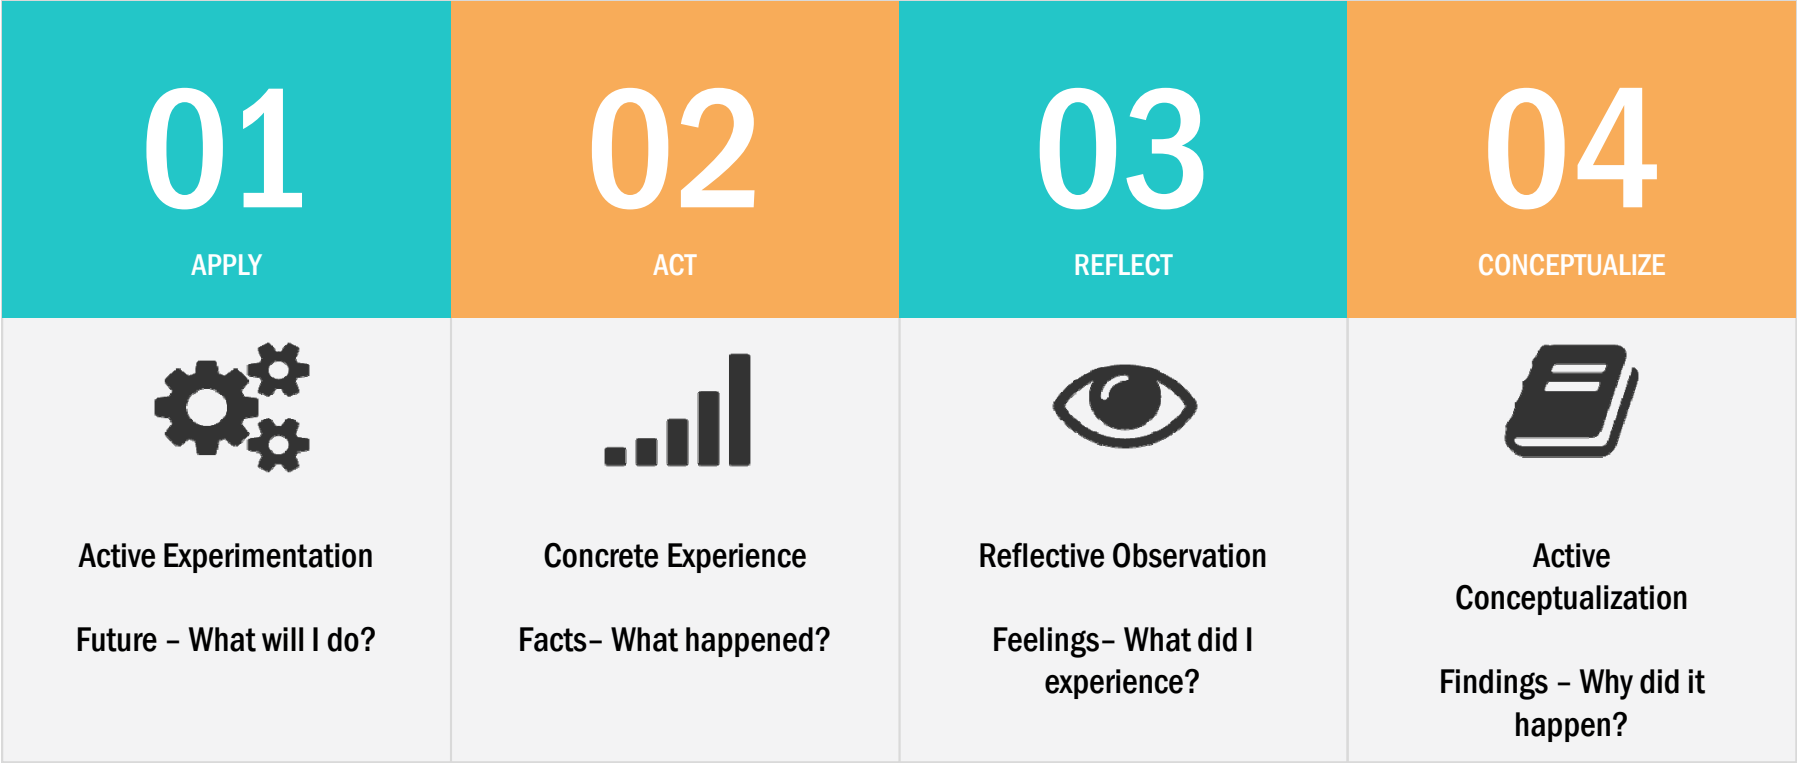 01
APPLY
Active Experimentation
Future – What will I do?
02
ACT
Concrete Experience
Facts– What happened?
03
REFLECT
Reflective Observation
Feelings– What did I
experience?
04
CONCEPTUALIZE
Active
Conceptualization
Findings – Why did it
happen?